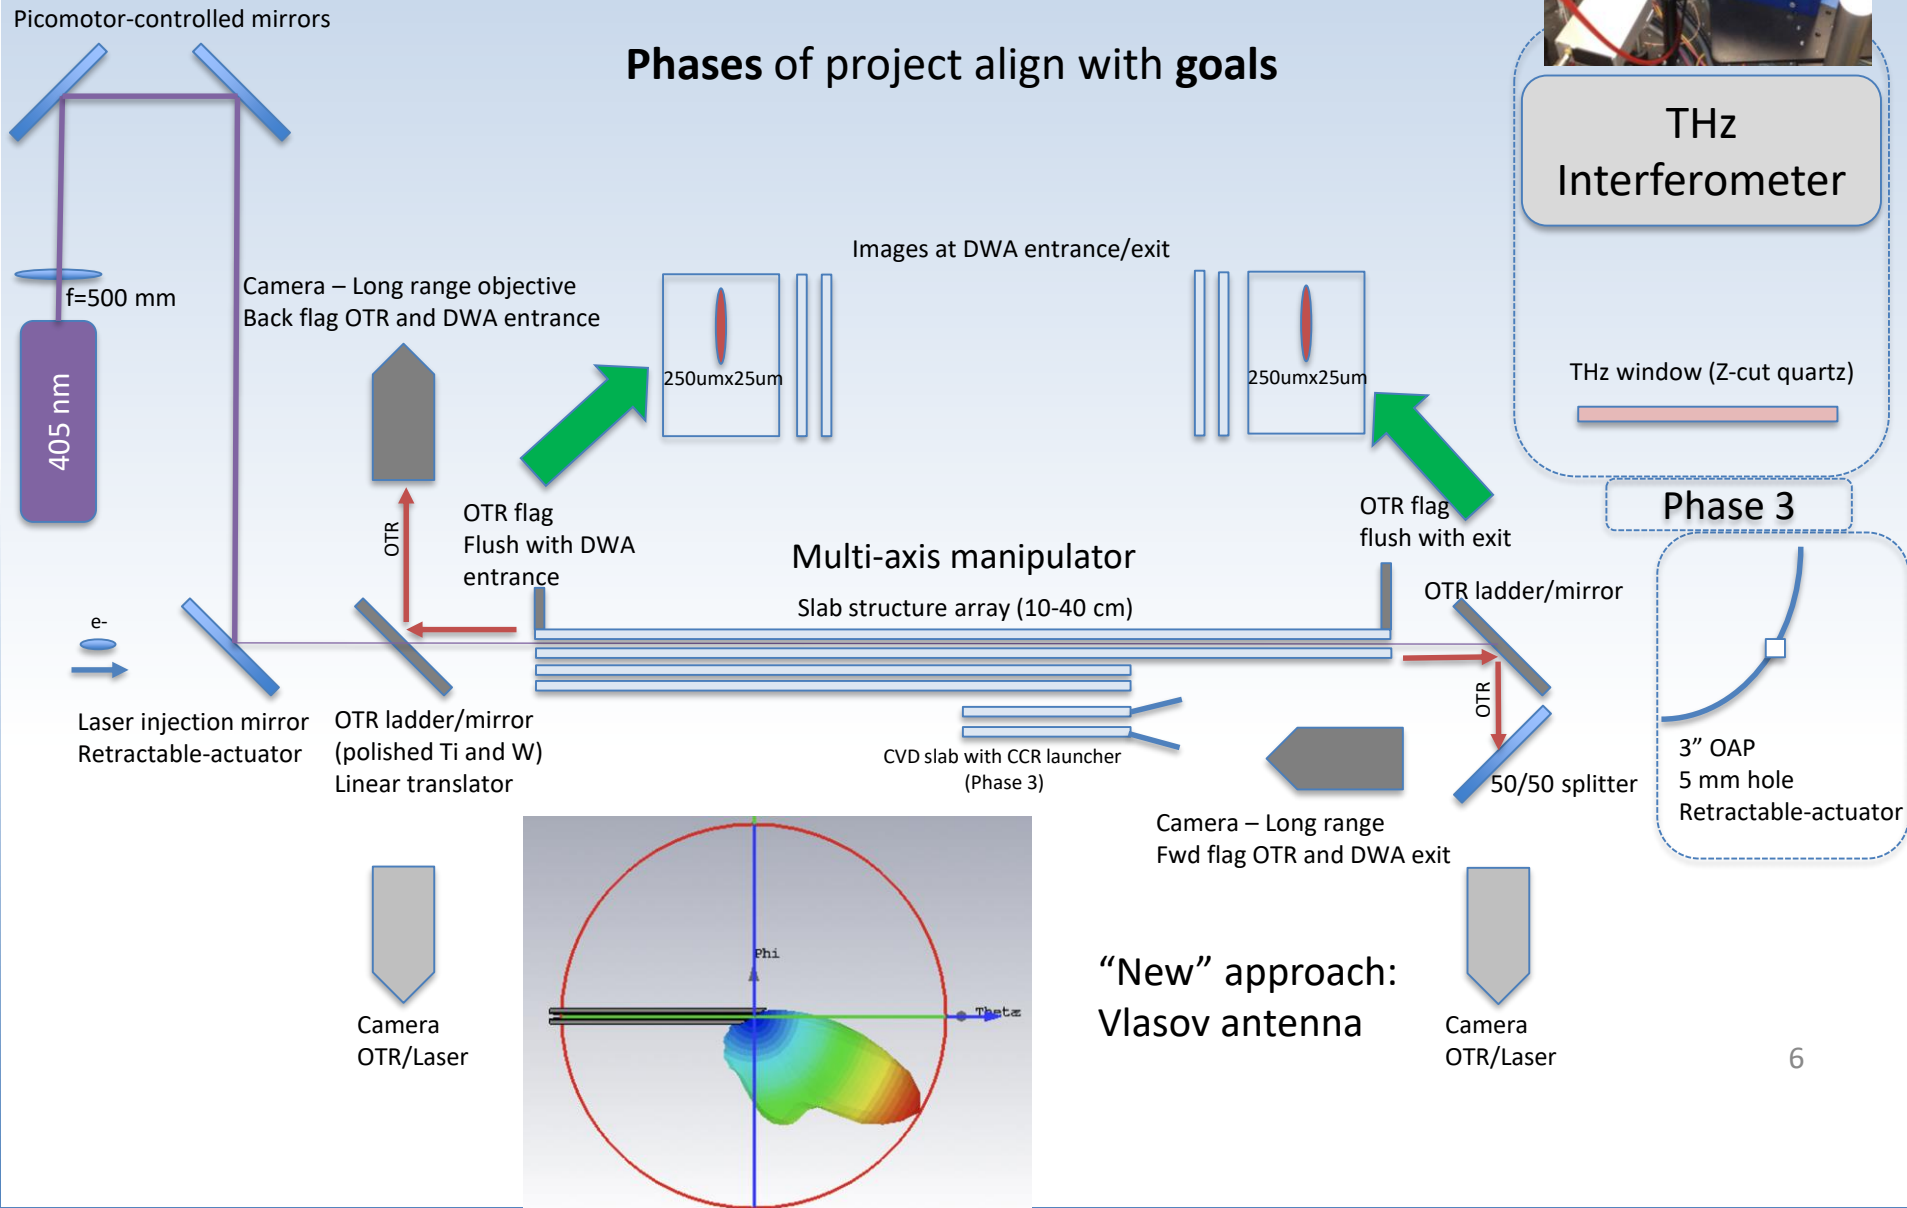 Picomotor-controlled mirrors
Phases of project align with goals
THz
Interferometer
Images at DWA entrance/exit
f=500 mm
Camera – Long range objective
Back flag OTR and DWA entrance
405 nm
250umx25um
250umx25um
THz window (Z-cut quartz)
Phase 3
OTR
OTR flag
Flush with DWA
entrance
OTR flag
flush with exit
Multi-axis manipulator
Slab structure array (10-40 cm)
OTR ladder/mirror
e-
OTR
Laser injection mirror
Retractable-actuator
OTR ladder/mirror
(polished Ti and W)
Linear translator
CVD slab with CCR launcher
(Phase 3)
50/50 splitter
3” OAP
5 mm hole
Retractable-actuator
Camera – Long range
Fwd flag OTR and DWA exit
Phi
Theta
“New” approach:
Vlasov antenna
Camera
OTR/Laser
Camera
OTR/Laser
6